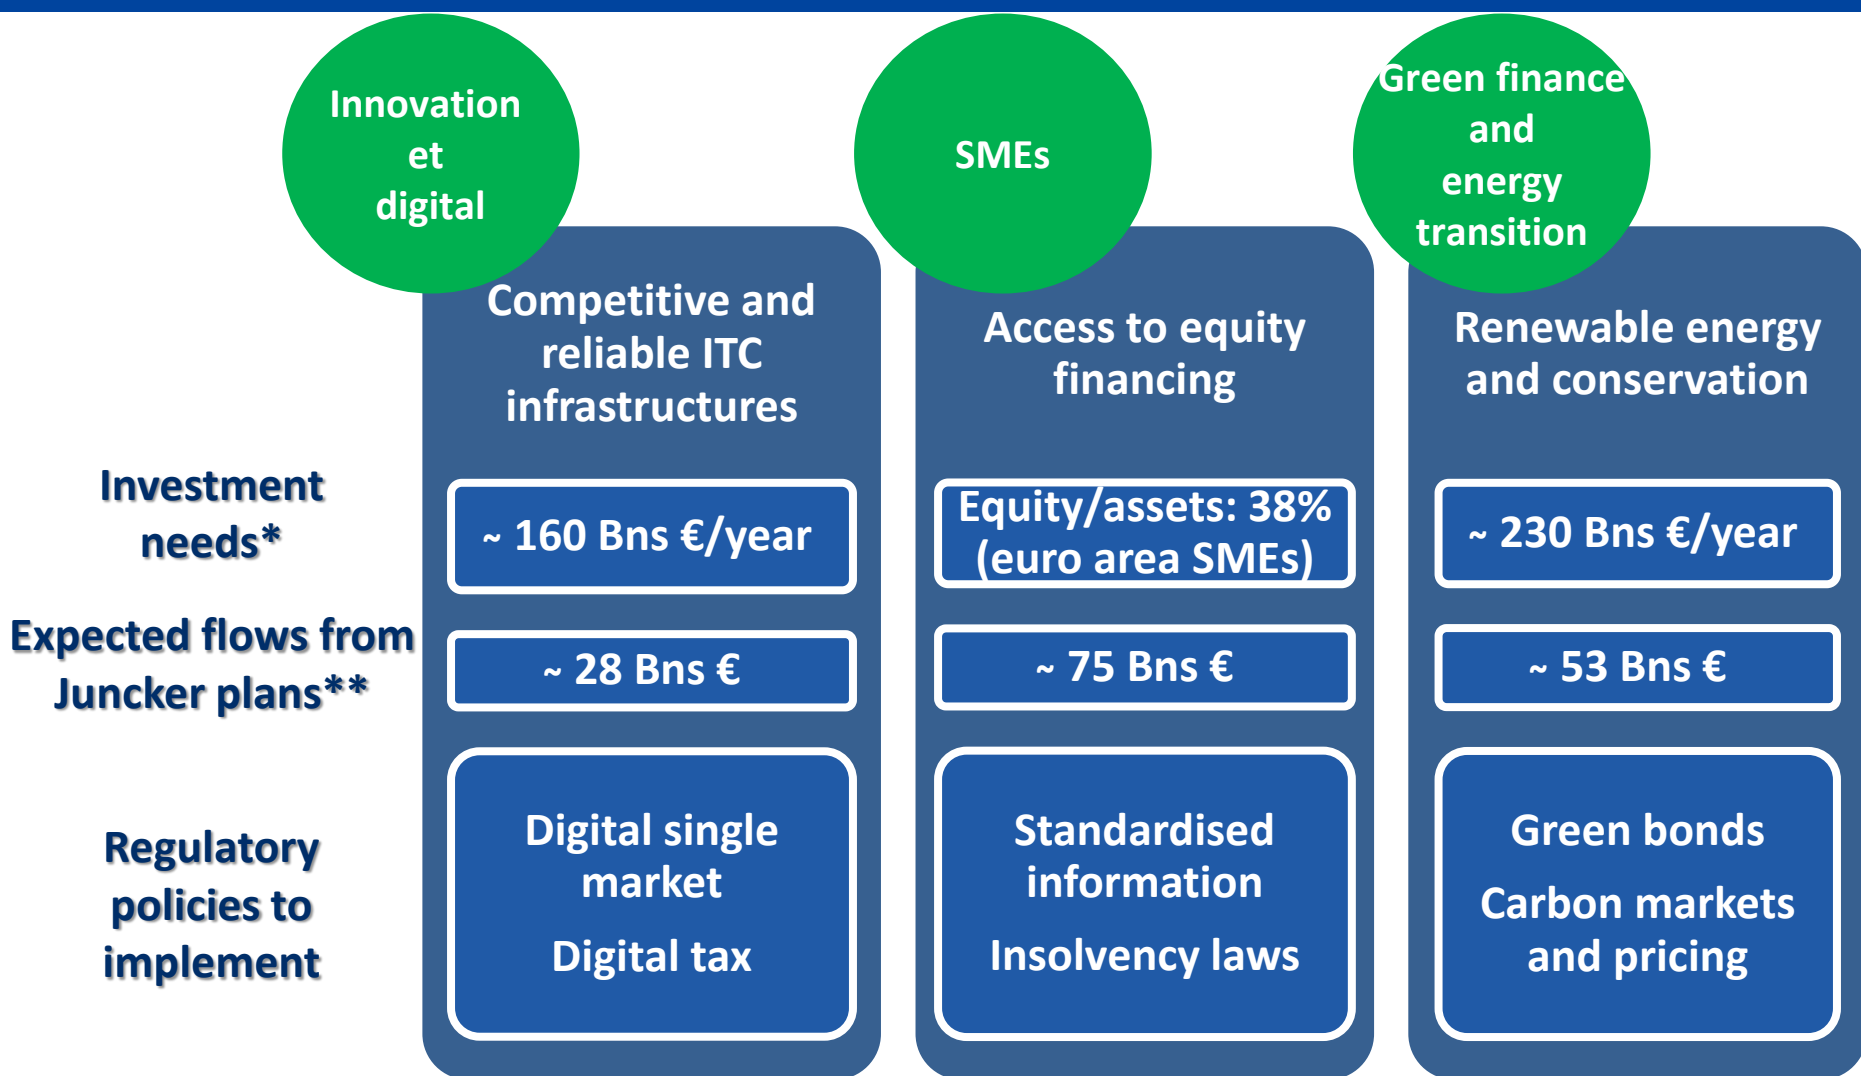 Innovation
et
digital
SMEs
Green finance
and
energy
transition
Competitive and
reliable ITC
infrastructures
Access to equity
financing
Renewable energy
and conservation
Investment
needs*
~ 160 Bns €/year
Equity/assets: 38%
(euro area SMEs)
~ 230 Bns €/year
Expected flows from
Juncker plans**
~ 28 Bns €
~ 75 Bns €
~ 53 Bns €
Regulatory
policies to
implement
Digital single
market
Digital tax
Standardised
information
Insolvency laws
Green bonds
Carbon markets
and pricing